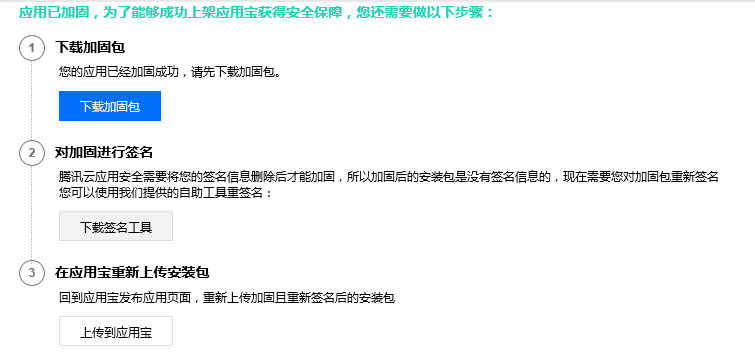 应用已加固，为了能够成功上架应用宝获得安全保障，您还需要做以下步骤：
1 下载加固包
您的应用已经加固成功，请先下载加固包。
下载加固包
2 对加固进行签名
腾讯云应用安全需要将您的签名信息删除后才能加固，所以加固后的安装包是没有签名信息的，现在需要您对加固包重新签名
您可以使用我们提供的自助工具重签名：
下载签名工具
3 在应用宝重新上传安装包
回到应用宝发布应用页面，重新上传加固且重新签名后的安装包
上传到应用宝